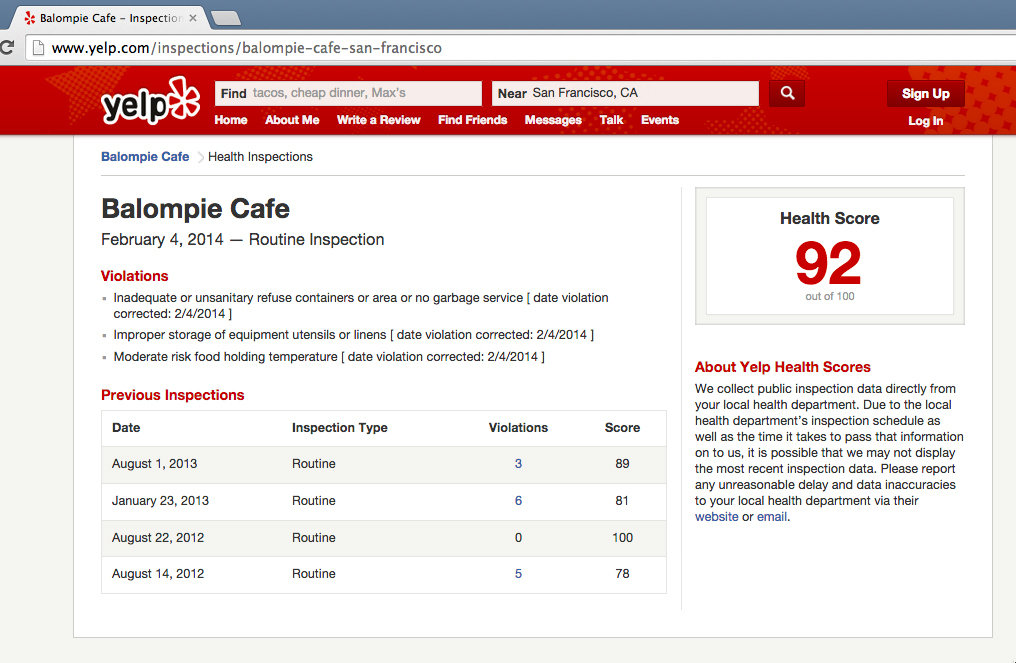 Balompie Cafe – Inspection
www.yelp.com/inspections/balompie-cafe-san-francisco
yelp
Find tacos, cheap dinner, Max's
Near San Francisco, CA
Sign Up
Home About Me Write a Review Find Friends Messages Talk Events
Log In
Balompie Cafe Health Inspections
Balompie Cafe
February 4, 2014 — Routine Inspection
Violations
Inadequate or unsanitary refuse containers or area or no garbage service [ date violation
corrected: 2/4/2014 ]
Improper storage of equipment utensils or linens [ date violation corrected: 2/4/2014 ]
Moderate risk food holding temperature [ date violation corrected: 2/4/2014 ]
Previous Inspections
Date Inspection Type Violations Score
August 1, 2013 Routine 3 89
January 23, 2013 Routine 6 81
August 22, 2012 Routine 0 100
August 14, 2012 Routine 5 78
Health Score
92
out of 100
About Yelp Health Scores
We collect public inspection data directly from
your local health department. Due to the local
health department's inspection schedule as
well as the time it takes to pass that information
on to us, it is possible that we may not display
the most recent inspection data. Please report
any unreasonable delay and data inaccuracies
to your local health department via their
website or email.